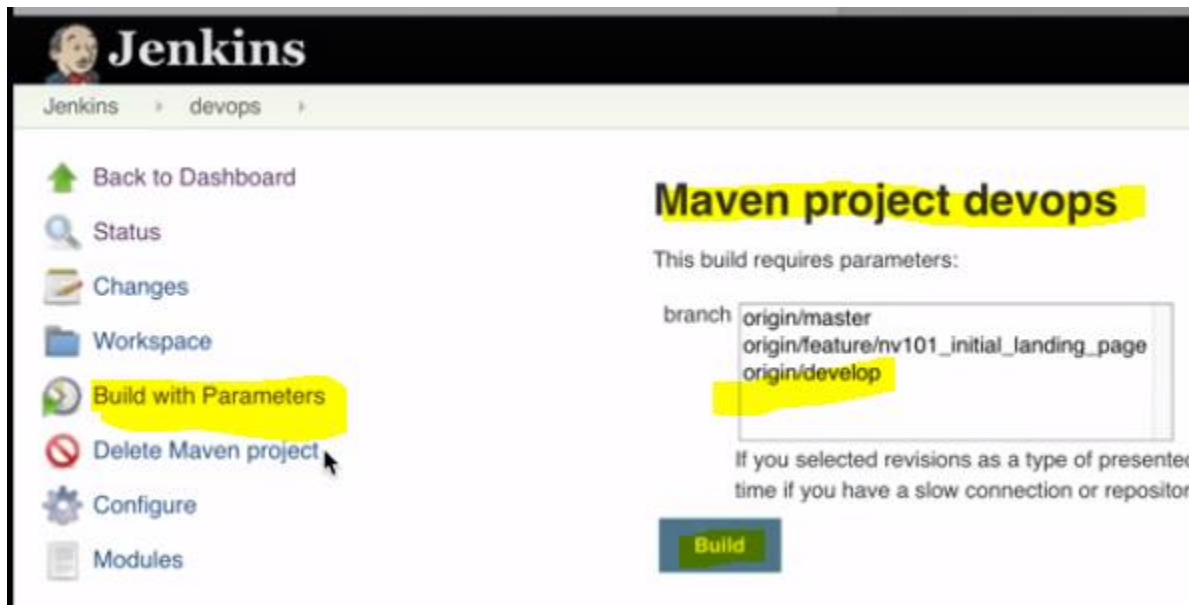 Jenkins
Jenkins devops
Back to Dashboard
Status
Changes
Workspace
Build with Parameters
Delete Maven project
Configure
Modules
Maven project devops
This build requires parameters:
branch
origin/master
origin/feature/nv101_initial_landing_page
origin/develop
If you selected revisions as a type of presented
time if you have a slow connection or repositor
Build